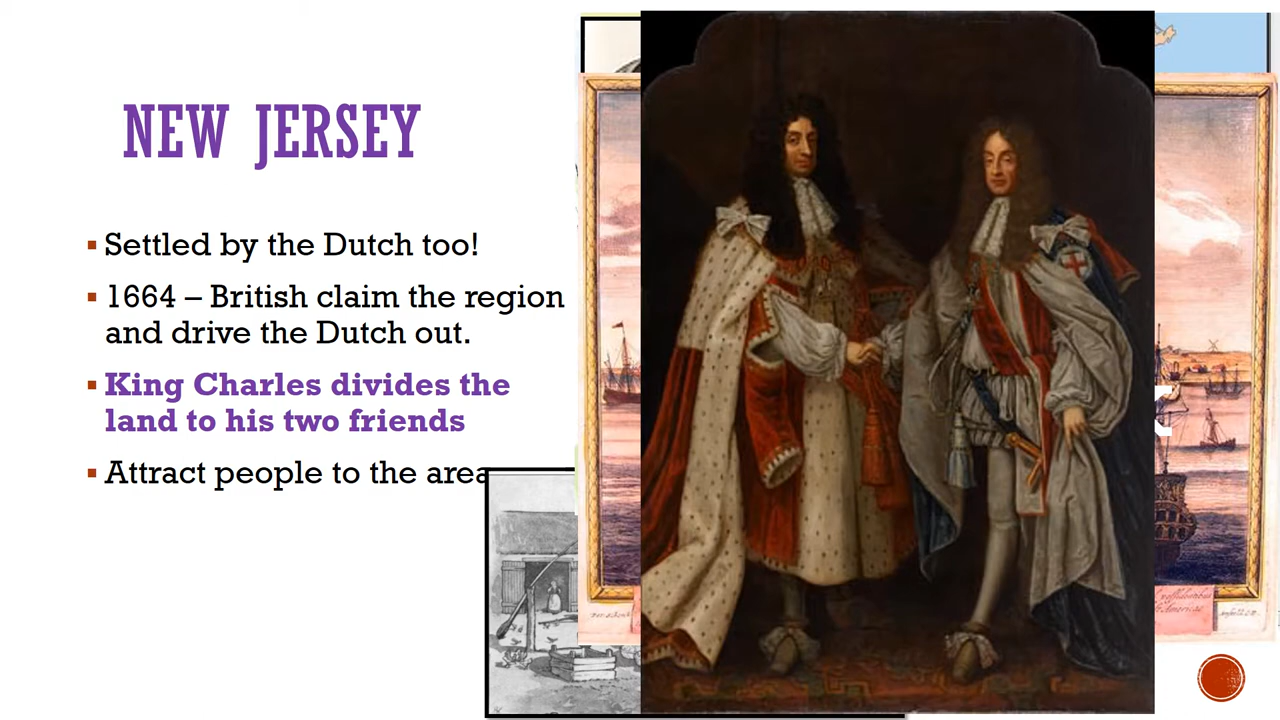 NEW JERSEY
Settled by the Dutch too!
1664 – British claim the region
and drive the Dutch out.
King Charles divides the
land to his two friends
Attract people to the area